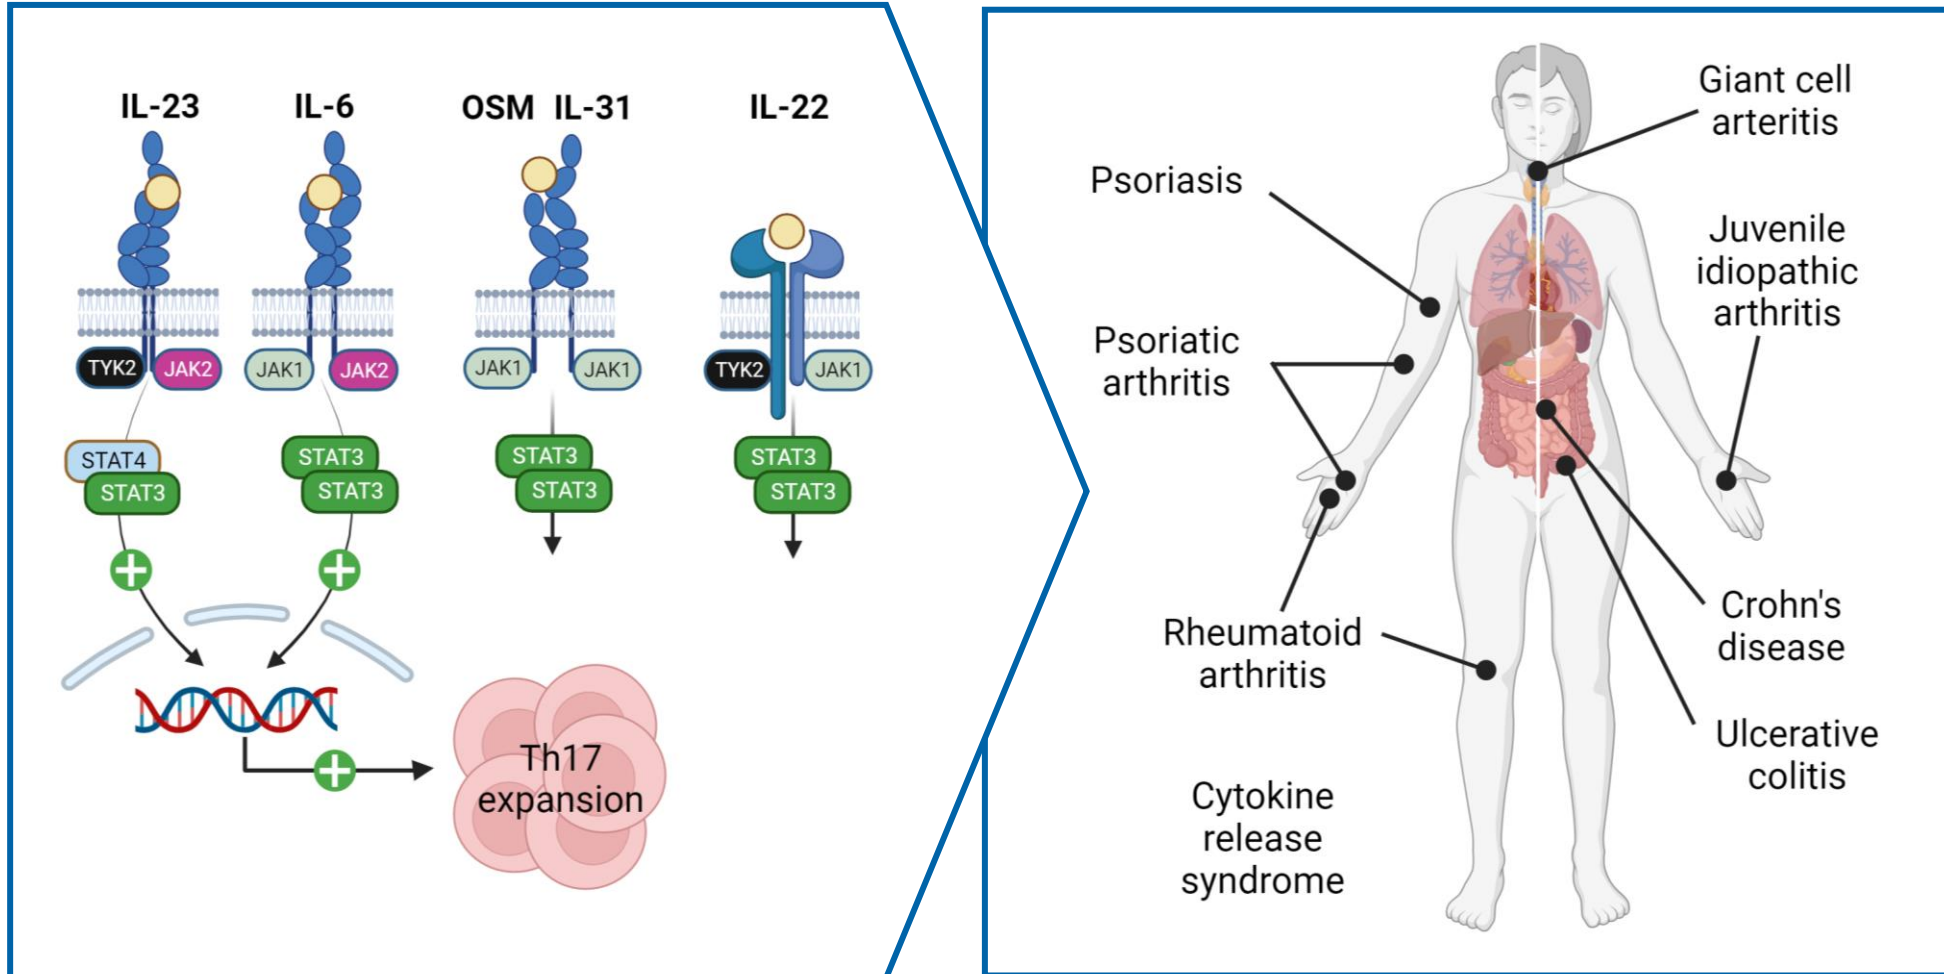 IL-23
IL-6
OSM IL-31
IL-22
TYK2
JAK2
JAK1
JAK2
JAK1
JAK1
TYK2
JAK1
STAT4
STAT3
STAT3
STAT3
STAT3
STAT3
STAT3
STAT3
Th17
expansion
Giant cell
arteritis
Psoriasis
Juvenile
idiopathic
arthritis
Psoriatic
arthritis
Rheumatoid
arthritis
Crohn's
disease
Ulcerative
colitis
Cytokine
release
syndrome